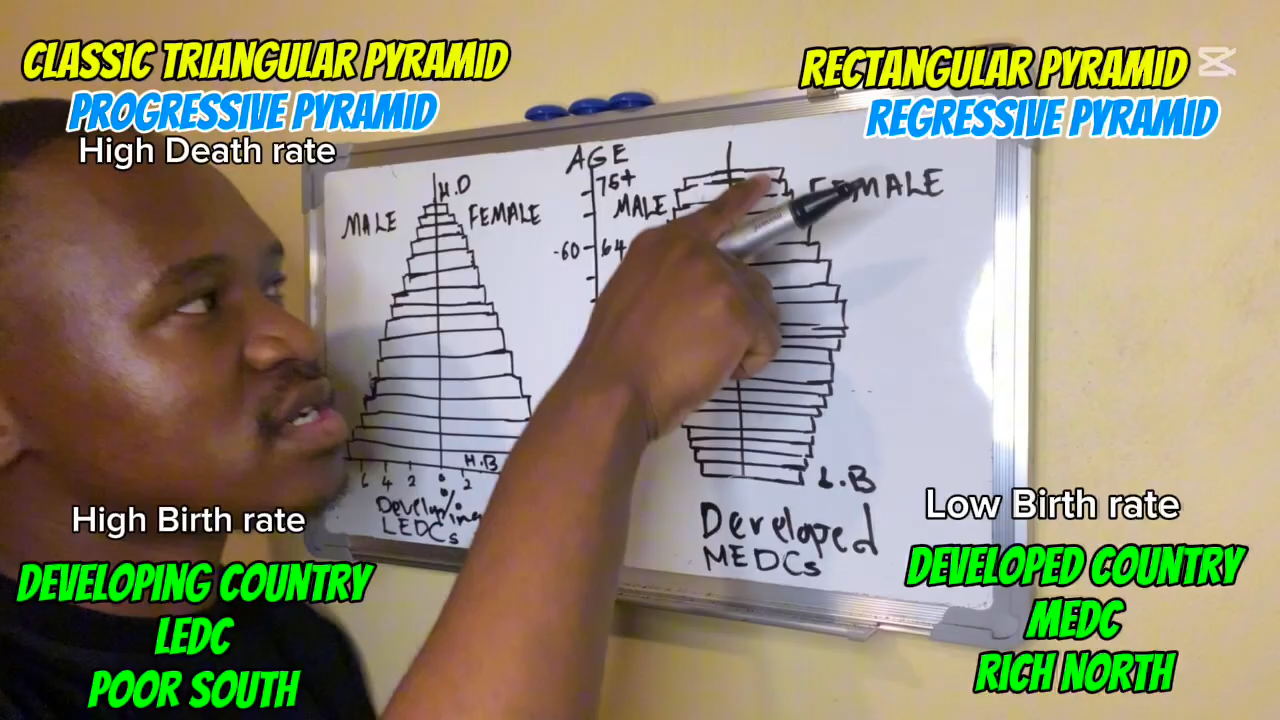 CLASSIC TRIANGULAR PYRAMID
PROGRESSIVE PYRAMID
High Death rate
RECTANGULAR PYRAMID
REGRESSIVE PYRAMID
H.D
MALE FEMALE
AGE
75+
MALE FEMALE
-60 64
H.B
6 4 2 0 2
%
LEDCs
L.B
Developed
MEDCs
High Birth rate
DEVELOPING COUNTRY
LEDC
POOR SOUTH
Low Birth rate
DEVELOPED COUNTRY
MEDC
RICH NORTH